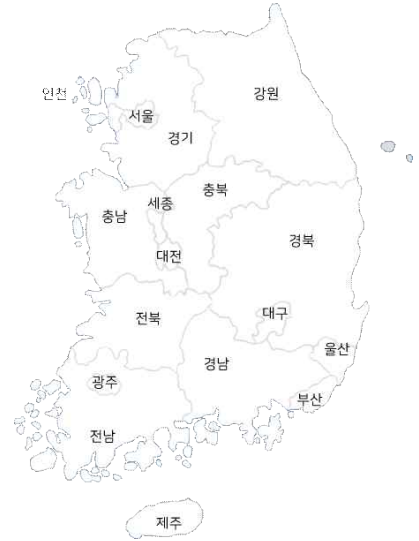 인천
강원
서울
경기
충북
세종
충남
경북
대전
대구
전북
울산
경남
광주
부산
전남
제주